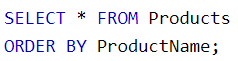 SELECT * FROM Products
ORDER BY ProductName;